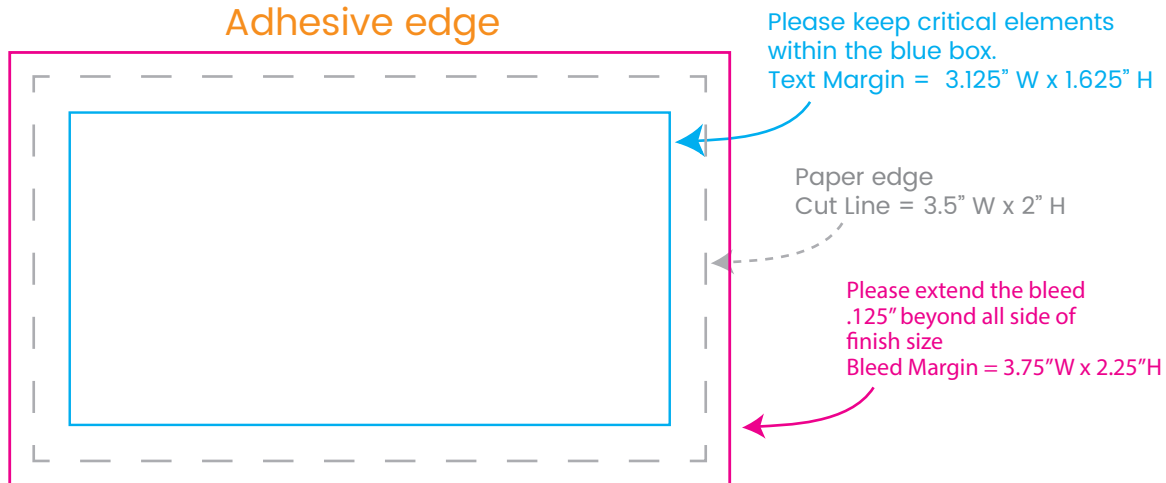 Adhesive edge
Please keep critical elements
within the blue box.
Text Margin =  3.125” W x 1.625” H
Paper edge
Cut Line = 3.5” W x 2” H
Please extend the bleed
.125” beyond all side of
finish size
Bleed Margin = 3.75”W x 2.25”H